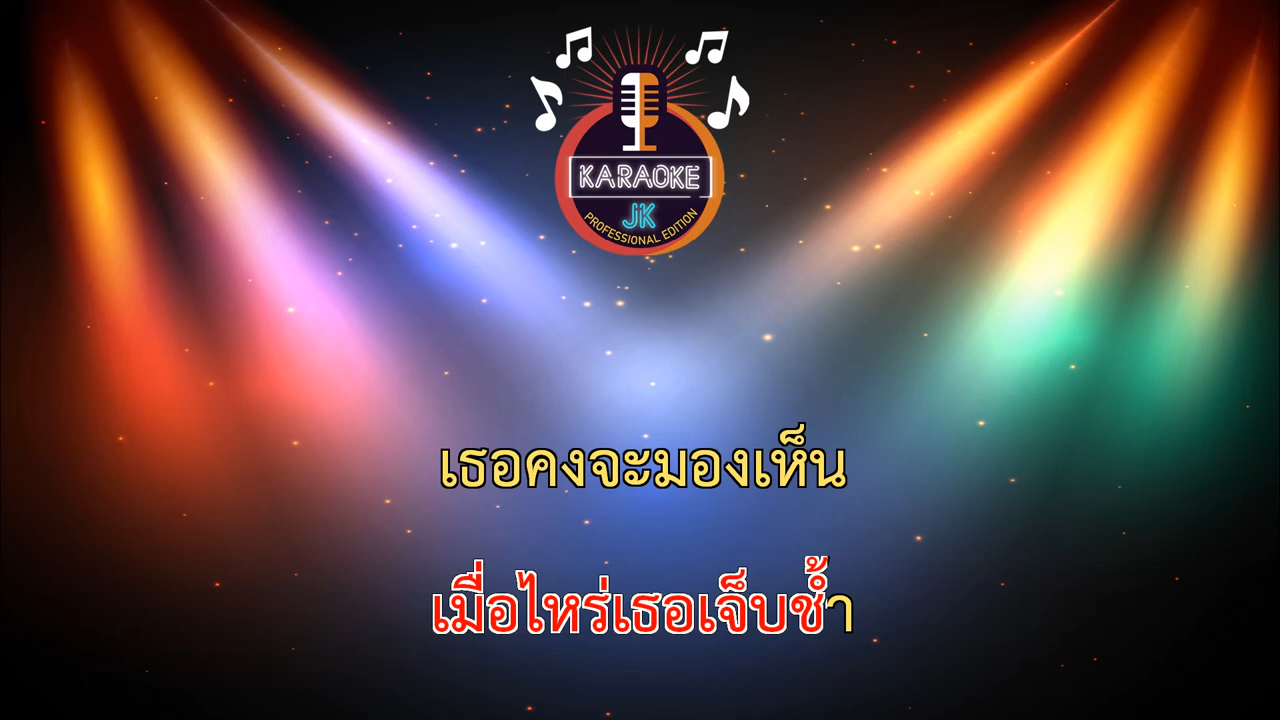 KARAOKE
JK
PROFESSIONAL EDITION
เธอคงจะมองเห็น
เมื่อไหร่เธอเจ็บช้ำ